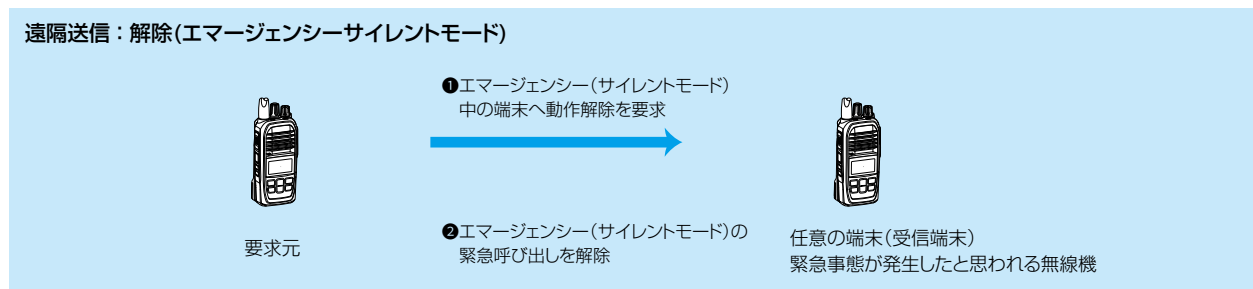 遠隔送信：解除(エマージェンシーサイレントモード)
❶エマージェンシー（サイレントモード）
中の端末へ動作解除を要求
要求元
❷エマージェンシー（サイレントモード）の
緊急呼び出しを解除
任意の端末（受信端末）
緊急事態が発生したと思われる無線機